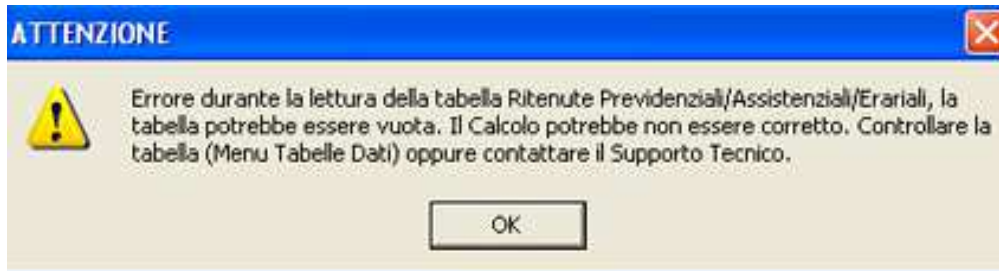 ATTENZIONE
Errore durante la lettura della tabella Ritenute Previdenziali/Assistenziali/Erariali, la
tabella potrebbe essere vuota. Il Calcolo potrebbe non essere corretto. Controllare la
tabella (Menu Tabelle Dati) oppure contattare il Supporto Tecnico.
OK